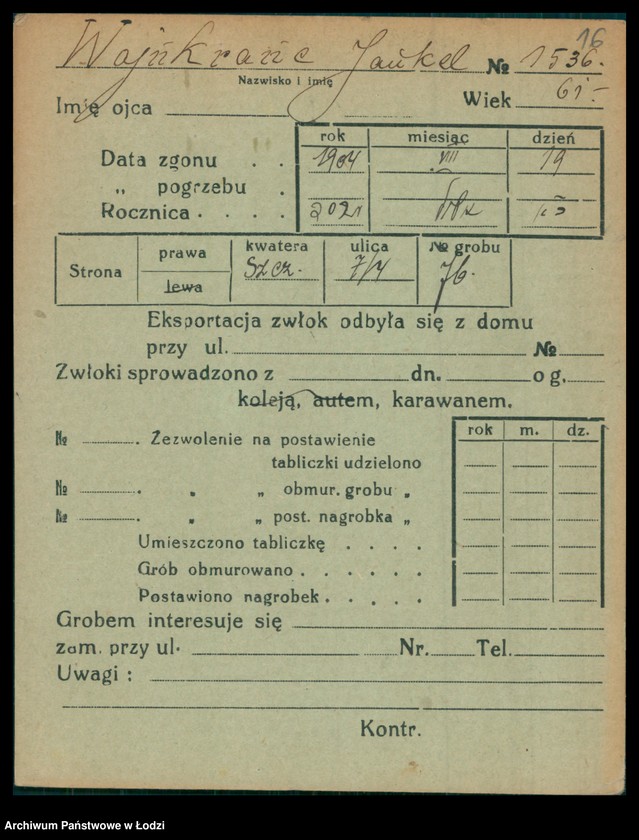 16
Wajnkranc Jankel № 1536.
Nazwisko i imię
Imię ojca Wiek 61.-
rok miesiąc dzień
Data zgonu . . 1904 VIII 19
„ pogrzebu .
Rocznica . . . .
Strona prawa lewa kwatera Szcz. ulica 7/4 № grobu 76.
Eksportacja zwłok odbyła się z domu
przy ul. №
Zwłoki sprowadzono z dn. o g.
koleją, autem, karawanem.
rok m. dz.
№ . Zezwolenie na postawienie
tabliczki udzielono
№ . „ „ obmur. grobu „
№ . „ „ post. nagrobka „
Umieszczono tabliczkę . . . .
Grób obmurowano . . . . . .
Postawiono nagrobek . . . . .
Grobem interesuje się
zam. przy ul. Nr. Tel.
Uwagi :
Kontr.
Archiwum Państwowe w Łodzi